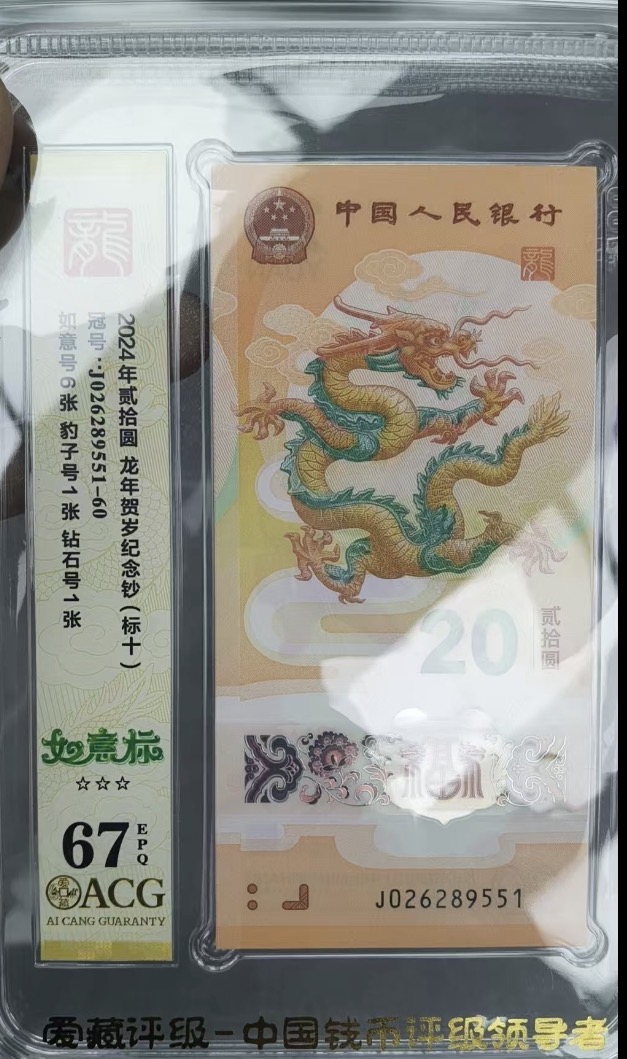 龍
2024年贰拾圆 龙年贺岁纪念钞(标十)
冠号:J026289551-60
如意号6张 豹子号1张 钻石号1张
如意标
☆☆☆
67 EPQ
ACG
AI CANG GUARANTY
中国人民银行
龍
20
贰拾圆
J026289551
爱藏评级-中国钱币评级领导者